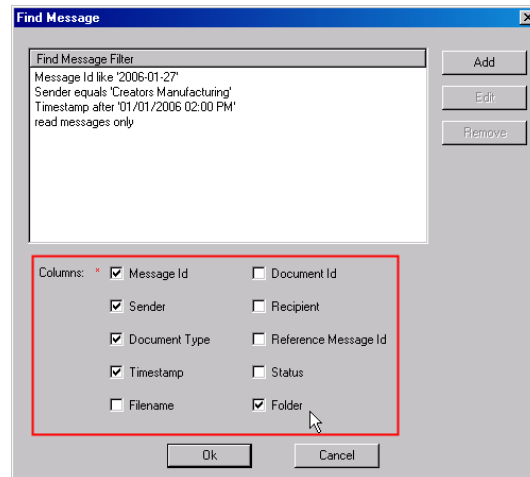 Find Message
Find Message Filter
Message Id like '2006-01-27'
Sender equals 'Creators Manufacturing'
Timestamp after '01/01/2006 02:00 PM'
read messages only
Add
Edit
Remove
Columns: * Message Id Document Id
Sender Recipient
Document Type Reference Message Id
Timestamp Status
Filename Folder
Ok Cancel